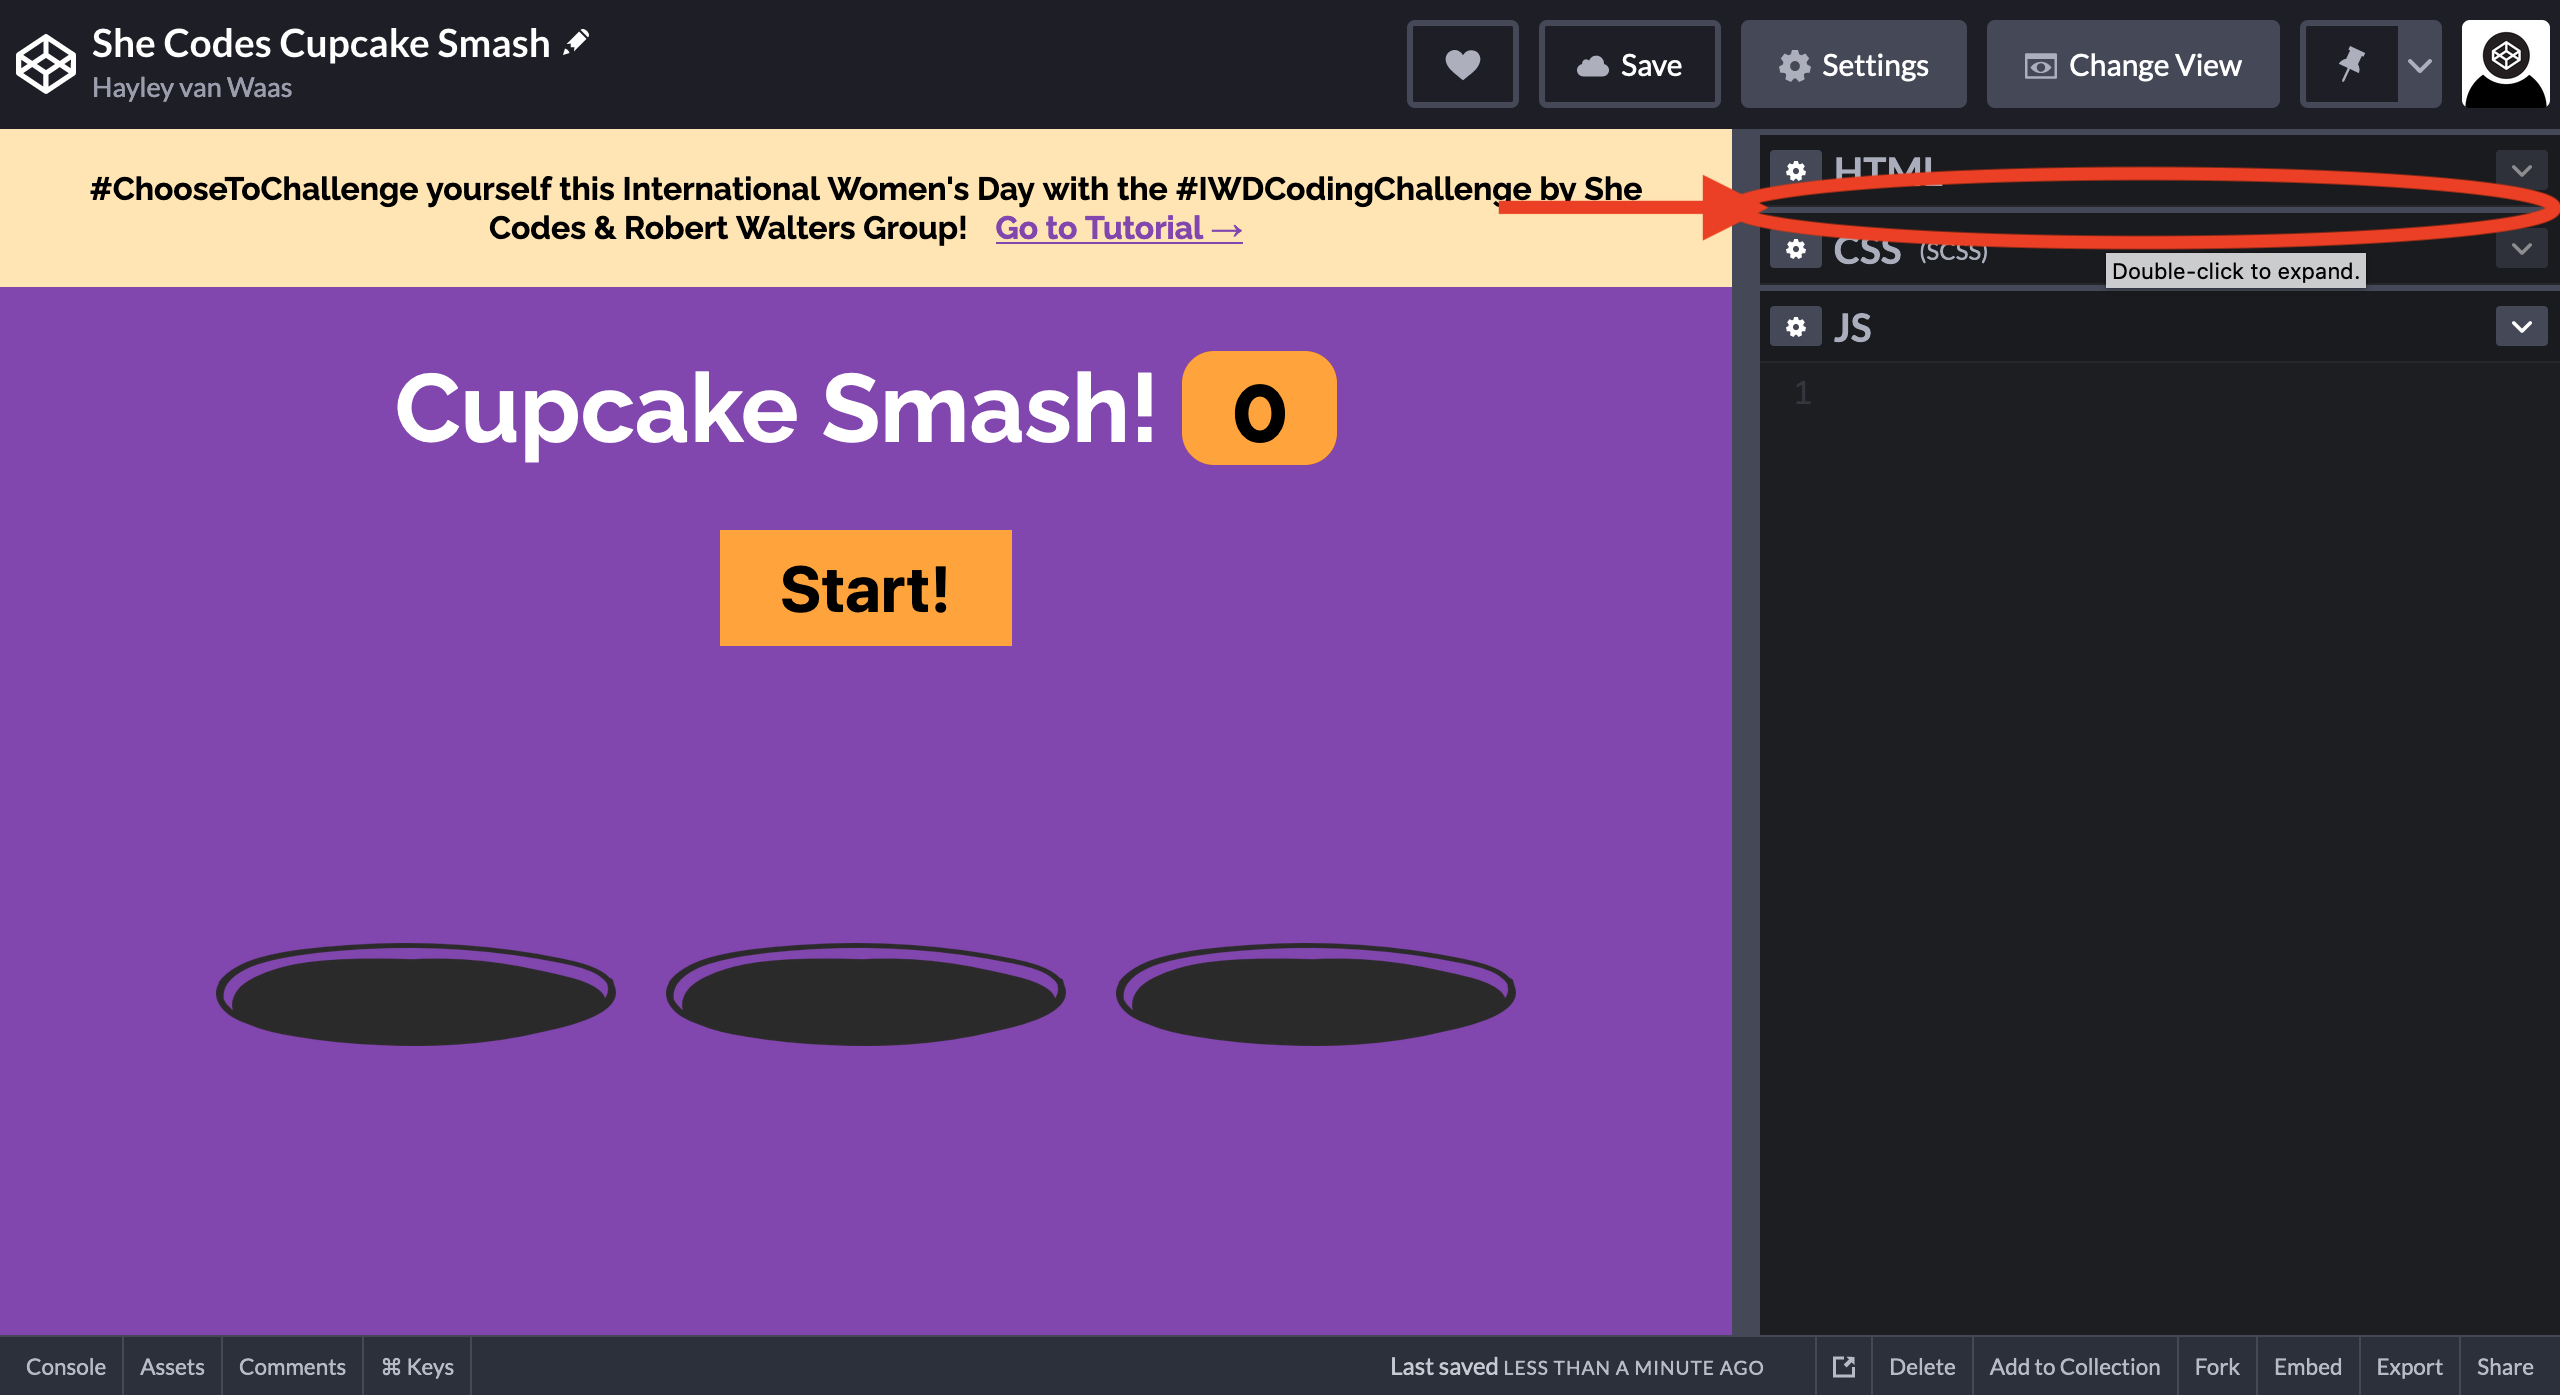 She Codes Cupcake Smash
Hayley van Waas
Save
Settings
Change View
#ChooseToChallenge yourself this International Women's Day with the #IWDCodingChallenge by She
Codes & Robert Walters Group! Go to Tutorial →
HTML
CSS (SCSS)
Double-click to expand.
JS
1
Cupcake Smash! 0
Start!
Console
Assets
Comments
⌘ Keys
Last saved LESS THAN A MINUTE AGO
Delete
Add to Collection
Fork
Embed
Export
Share